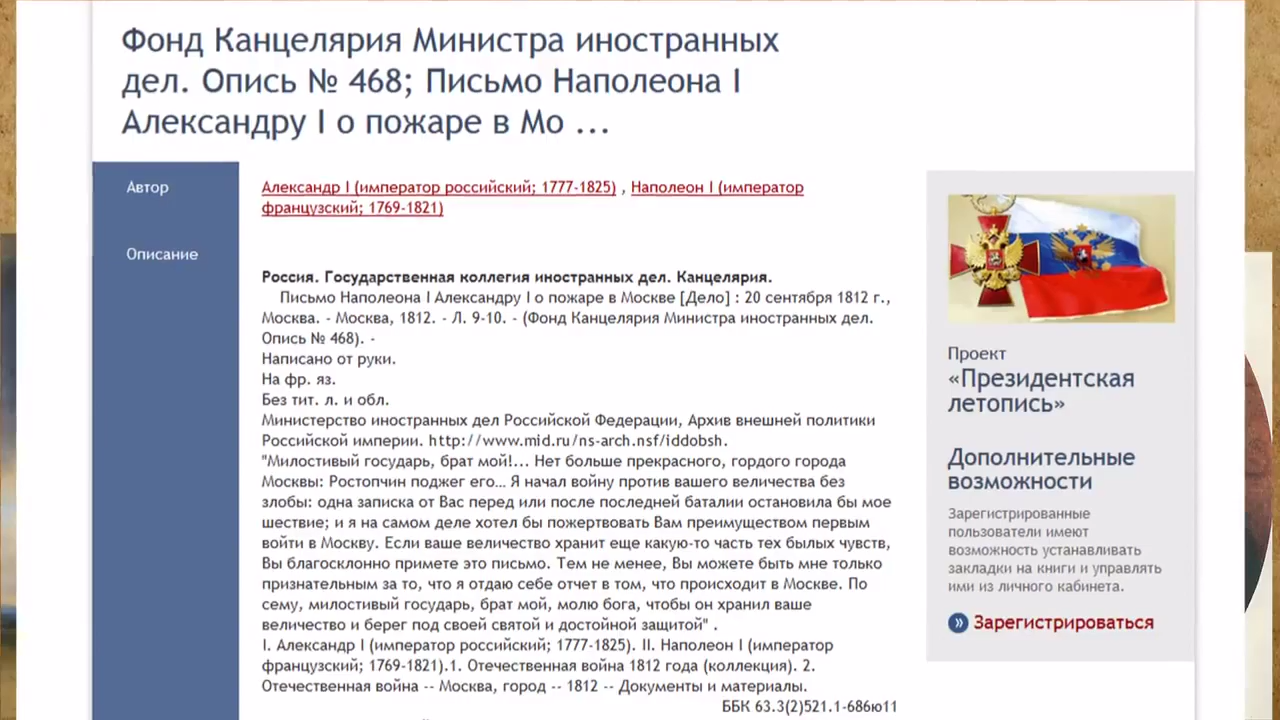 Фонд Канцелярия Министра иностранных
дел. Опись № 468; Письмо Наполеона I
Александру I о пожаре в Мо ...
Автор
Александр I (император российский; 1777-1825) , Наполеон I (император
французский; 1769-1821)
Описание
Россия. Государственная коллегия иностранных дел. Канцелярия.
Письмо Наполеона I Александру I о пожаре в Москве [Дело] : 20 сентября 1812 г.,
Москва. - Москва, 1812. - Л. 9-10. - (Фонд Канцелярия Министра иностранных дел.
Опись № 468). -
Написано от руки.
На фр. яз.
Без тит. л. и обл.
Министерство иностранных дел Российской Федерации, Архив внешней политики
Российской империи. http://www.mid.ru/ns-arch.nsf/iddobsh.
"Милостивый государь, брат мой!... Нет больше прекрасного, гордого города
Москвы: Ростопчин поджег его... Я начал войну против вашего величества без
злобы: одна записка от Вас перед или после последней баталии остановила бы мое
шествие; и я на самом деле хотел бы пожертвовать Вам преимуществом первым
войти в Москву. Если ваше величество хранит еще какую-то часть тех былых чувств,
Вы благосклонно примете это письмо. Тем не менее, Вы можете быть мне только
признательным за то, что я отдаю себе отчет в том, что происходит в Москве. По
сему, милостивый государь, брат мой, молю бога, чтобы он хранил ваше
величество и берег под своей святой и достойной защитой" .
I. Александр I (император российский; 1777-1825). II. Наполеон I (император
французский; 1769-1821).1. Отечественная война 1812 года (коллекция). 2.
Отечественная война -- Москва, город -- 1812 -- Документы и материалы.
ББК 63.3(2)521.1-686ю11
Проект
«Президентская
летопись»
Дополнительные
возможности
Зарегистрированные
пользователи имеют
возможность устанавливать
закладки на книги и управлять
ими из личного кабинета.
Зарегистрироваться